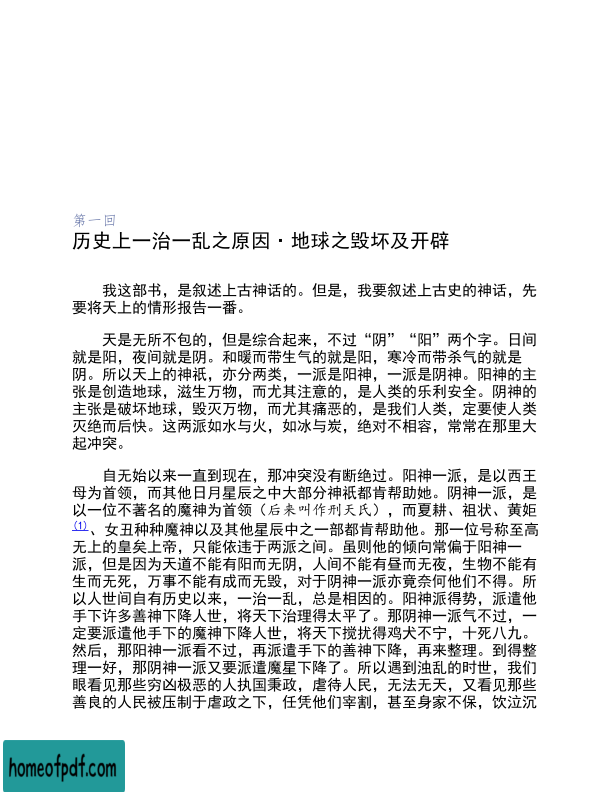 第一回
历史上一治一乱之原因·地球之毁坏及开辟
我这部书，是叙述上古神话的。但是，我要叙述上古史的神话，先
要将天上的情形报告一番。
天是无所不包的，但是综合起来，不过“阴”“阳”两个字。日间
就是阳，夜间就是阴。和暖而带生气的就是阳，寒冷而带杀气的就是
阴。所以天上的神祇，亦分两类，一派是阳神，一派是阴神。阳神的主
张是创造地球，滋生万物，而尤其注意的，是人类的乐利安全。阴神的
主张是破坏地球，毁灭万物，而尤其痛恶的，是我们人类，定要使人类
灭绝而后快。这两派如水与火，如冰与炭，绝对不相容，常常在那里大
起冲突。
自无始以来一直到现在，那冲突没有断绝过。阳神一派，是以西王
母为首领，而其他日月星辰之中大部分神祇都肯帮助她。阴神一派，是
以一位不著名的魔神为首领（后来叫作刑天氏），而夏耕、祖状、黄姖
(1)、女丑种种魔神以及其他星辰中之一部都肯帮助他。那一位号称至高
无上的皇矣上帝，只能依违于两派之间。虽则他的倾向常偏于阳神一
派，但是因为天道不能有阳而无阴，人间不能有昼而无夜，生物不能有
生而无死，万事不能有成而无毁，对于阴神一派亦竟奈何他们不得。所
以人世间自有历史以来，一治一乱，总是相因的。阳神派得势，派遣他
手下许多善神下降人世，将天下治理得太平了。那阴神一派气不过，一
定要派遣他手下的魔神下降人世，将天下搅扰得鸡犬不宁，十死八九。
然后，那阳神一派看不过，再派遣手下的善神下降，再来整理。到得整
理一好，那阴神一派又要派遣魔星下降了。所以遇到浊乱的时世，我们
眼看见那些穷凶极恶的人执国秉政，虐待人民，无法无天，又看见那些
善良的人民被压制于虐政之下，任凭他们宰割，甚至身家不保，饮泣沉
homeofpdf.com